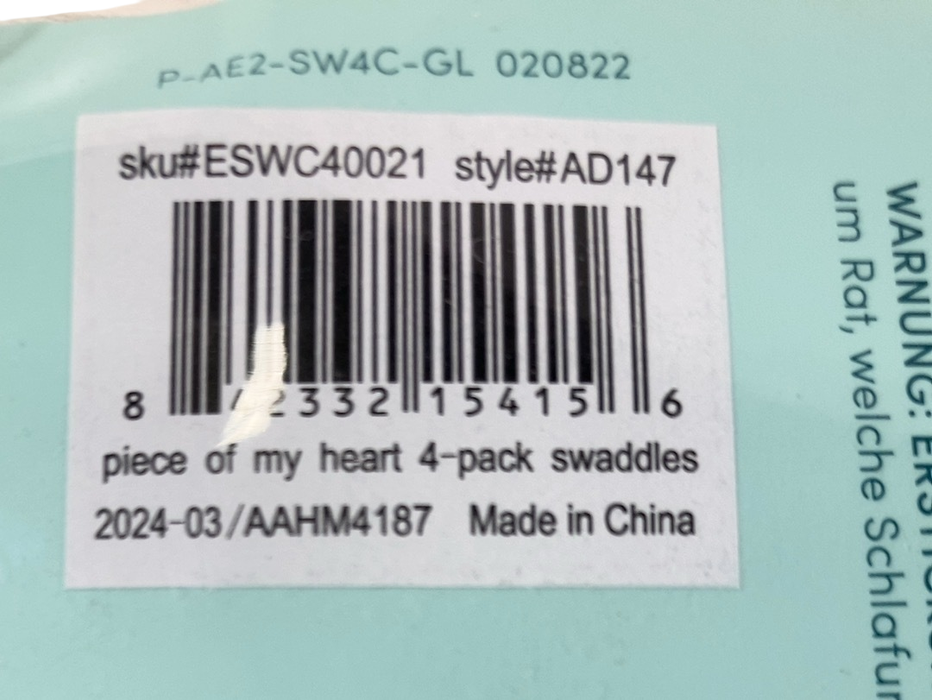 P-AE2-SW4C-GL 020822
sku#ESWC40021 style#AD147
8 42332 15415 6
piece of my heart 4-pack swaddles
2024-03/AAHM4187 Made in China
WARNUNG:
um Rat, welche